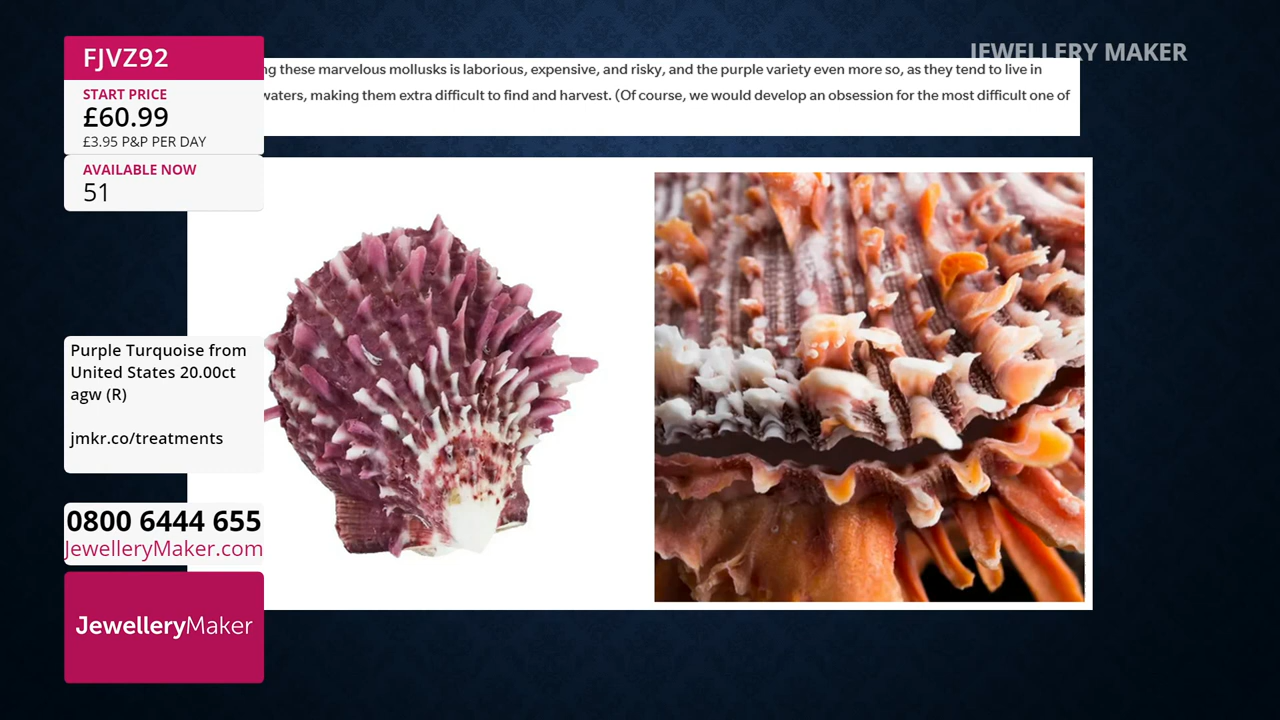 FJVZ92
START PRICE
£60.99
£3.95 P&P PER DAY
AVAILABLE NOW
51
JEWELLERY MAKER
ng these marvelous mollusks is laborious, expensive, and risky, and the purple variety even more so, as they tend to live in
waters, making them extra difficult to find and harvest. (Of course, we would develop an obsession for the most difficult one of
Purple Turquoise from
United States 20.00ct
agw (R)
jmkr.co/treatments
0800 6444 655
JewelleryMaker.com
JewelleryMaker